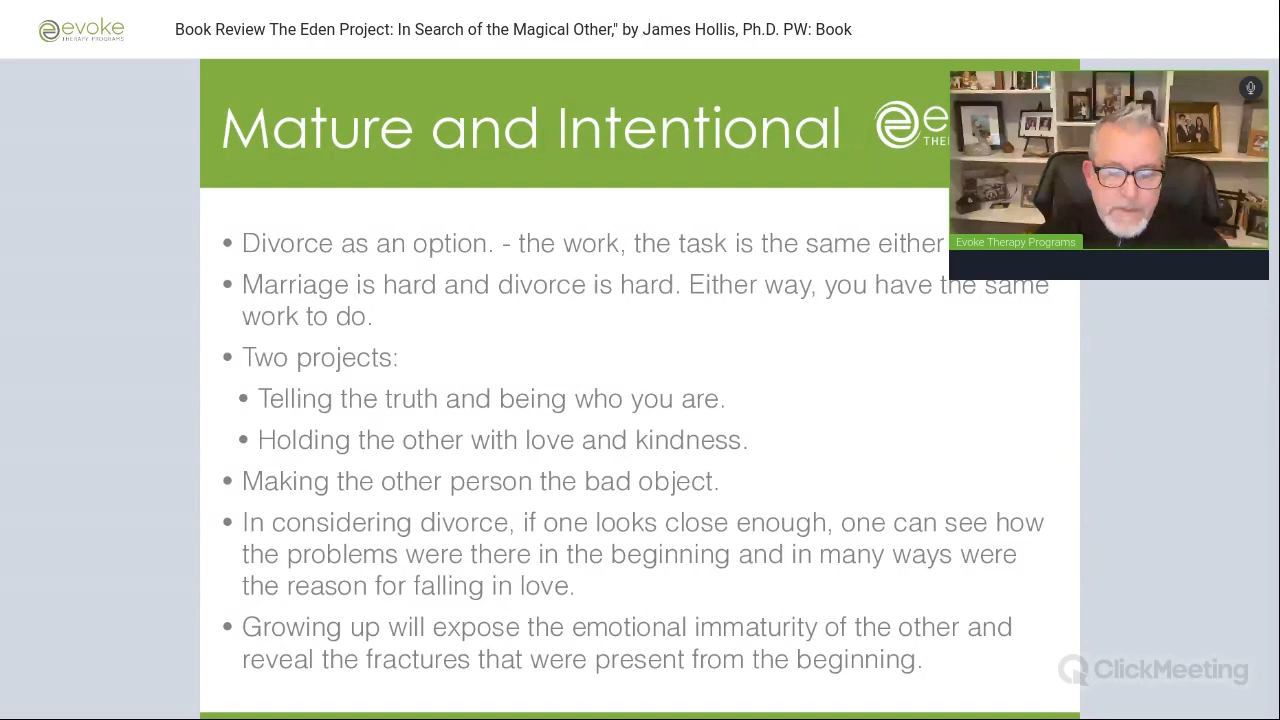 evoke
THERAPY PROGRAMS
Book Review The Eden Project: In Search of the Magical Other," by James Hollis, Ph.D. PW: Book
Mature and Intentional
e
THE
Evoke Therapy Programs
• Divorce as an option. - the work, the task is the same either
• Marriage is hard and divorce is hard. Either way, you have the same
work to do.
• Two projects:
• Telling the truth and being who you are.
• Holding the other with love and kindness.
• Making the other person the bad object.
• In considering divorce, if one looks close enough, one can see how
the problems were there in the beginning and in many ways were
the reason for falling in love.
• Growing up will expose the emotional immaturity of the other and
reveal the fractures that were present from the beginning.
ClickMeeting